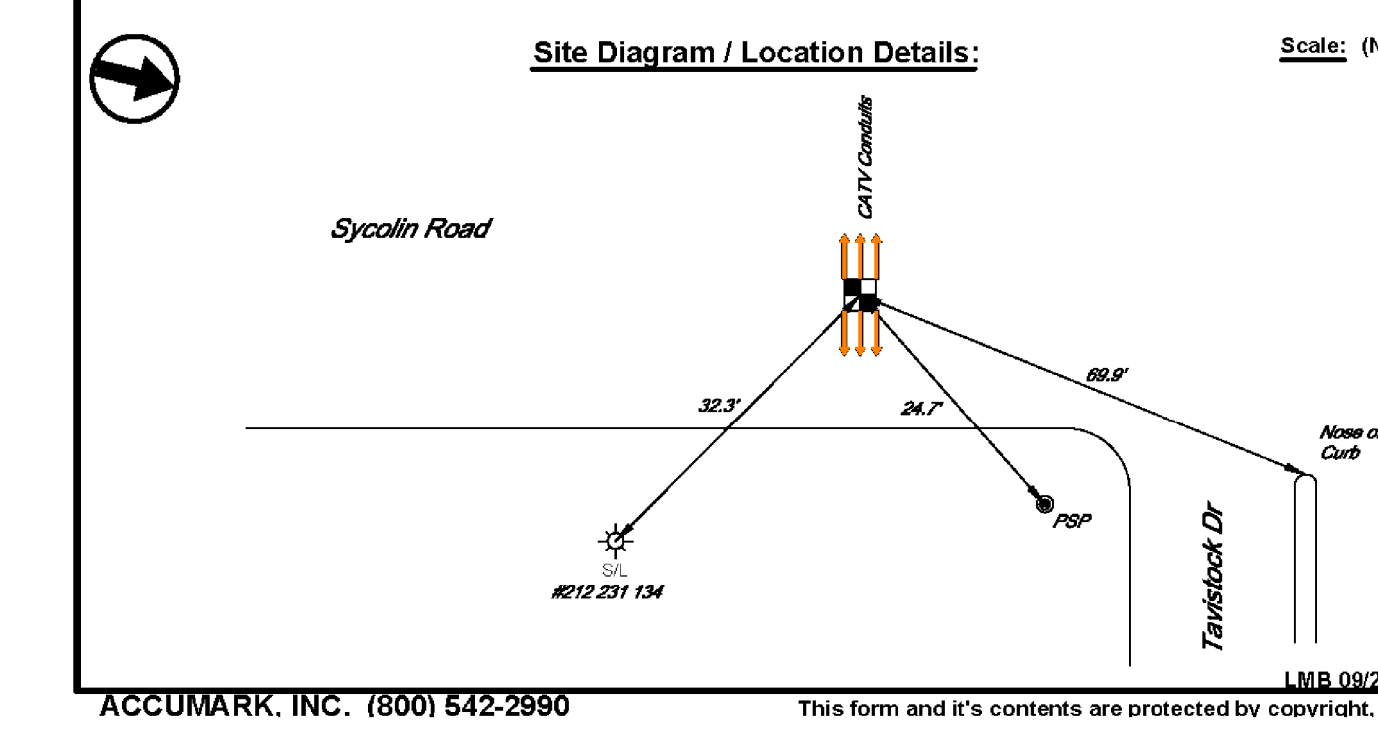 Site Diagram / Location Details:
Scale: (N
CATV Conduits
Sycolin Road
69.9'
32.3'
24.7'
Nose o
Curb
PSP
Tavistock Dr
S/L
#212 231 134
LMB 09/2
ACCUMARK, INC. (800) 542-2990
This form and it's contents are protected by copyright,